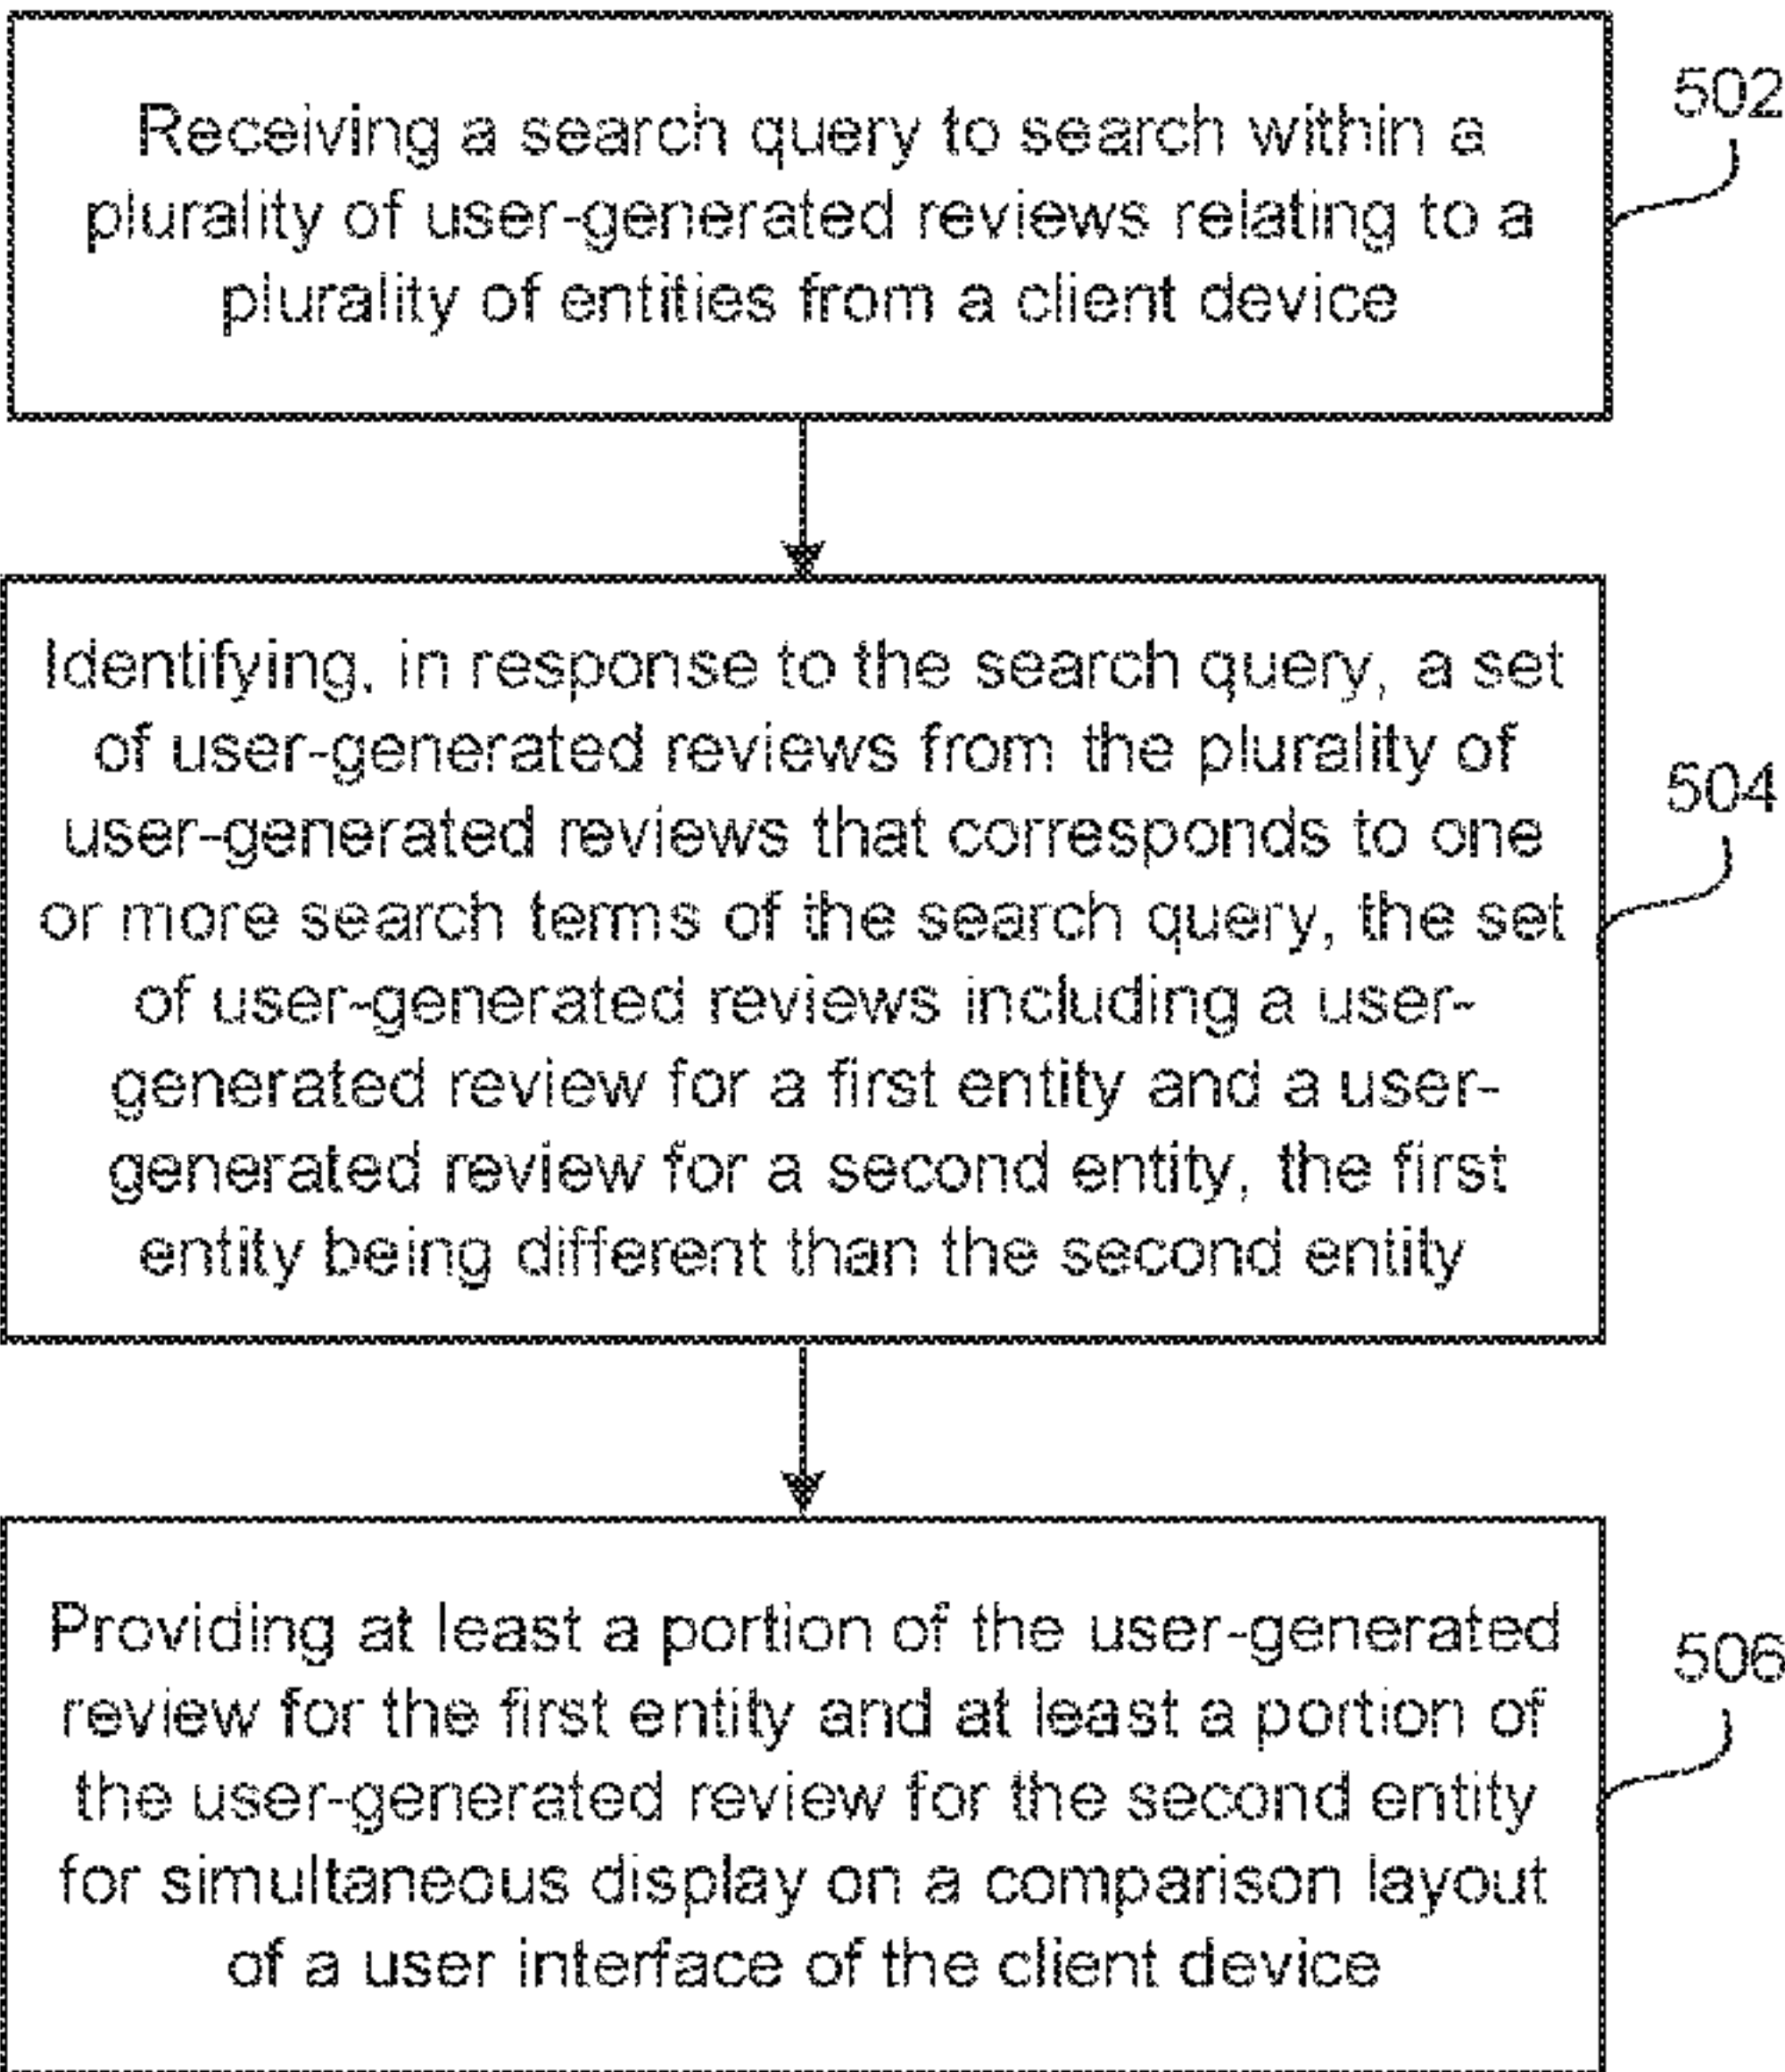 Receiving a search query to search within a
plurality of user-generated reviews relating to a
plurality of entities from a client device
502
Identifying, in response to the search query, a set
of user-generated reviews from the plurality of
user-generated reviews that corresponds to one
or more search terms of the search query, the set
of user-generated reviews including a user-
generated review for a first entity and a user-
generated review for a second entity, the first
entity being different than the second entity
504
Providing at least a portion of the user-generated
review for the first entity and at least a portion of
the user-generated review for the second entity
for simultaneous display on a comparison layout
of a user interface of the client device
506